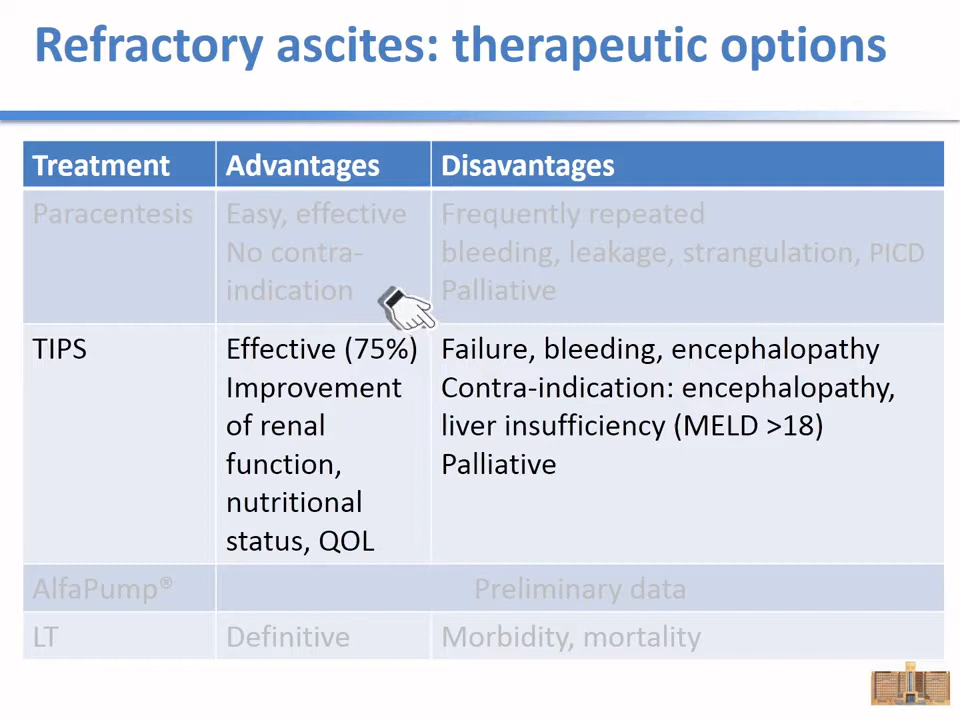 Refractory ascites: therapeutic options
Treatment Advantages Disavantages
Paracentesis Easy, effective Frequently repeated
No contra- bleeding, leakage, strangulation, PICD
indication Palliative
TIPS Effective (75%) Failure, bleeding, encephalopathy
Improvement Contra-indication: encephalopathy,
of renal liver insufficiency (MELD >18)
function, Palliative
nutritional
status, QOL
AlfaPump® Preliminary data
LT Definitive Morbidity, mortality